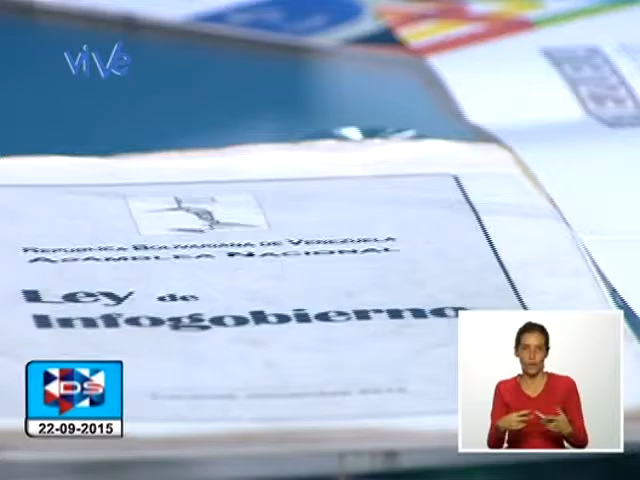 vive
República Bolivariana de Venezuela
Asamblea Nacional
Ley de
Infogobierno
DS
22-09-2015